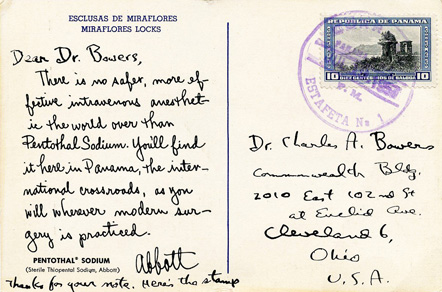 ESCLUSAS DE MIRAFLORES
MIRAFLORES LOCKS
Dear Dr. Bowers,
There is no safer, more ef-
fective intravenous anesthet-
ic the world over than
Pentothal Sodium. You'll find
it here in Panama, the inter-
national crossroads, as you
will wherever modern sur-
gery is practiced.
PENTOTHAL® SODIUM
(Sterile Thiopental Sodium, Abbott)
Abbott
Thanks for your note. Here's the stamp
REPUBLICA DE PANAMA
10 10
P. M.
ESTAFETA No 1
Dr. Charles A. Bowers
Commonwealth Bldg.
2010 East 102nd St
at Euclid Ave.
Cleveland 6,
Ohio
U.S.A.